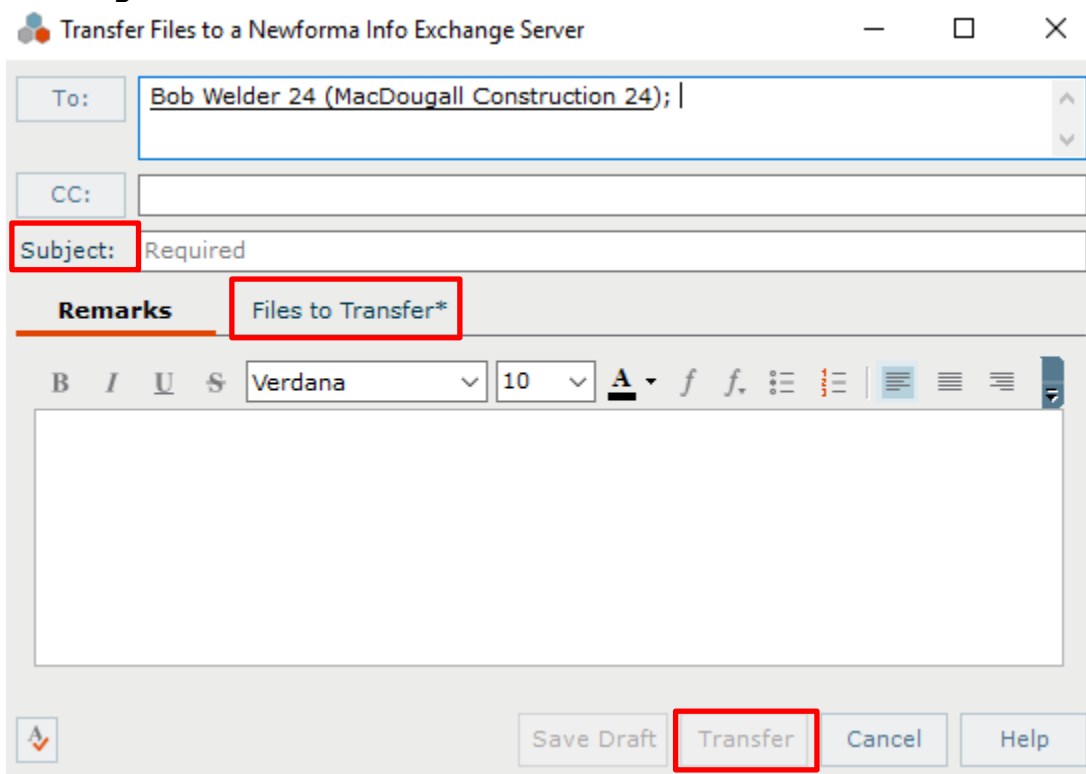 Transfer Files to a Newforma Info Exchange Server
To: Bob Welder 24 (MacDougall Construction 24);
CC:
Subject: Required
Remarks Files to Transfer*
B I U S Verdana 10 A f f.
Save Draft Transfer Cancel Help